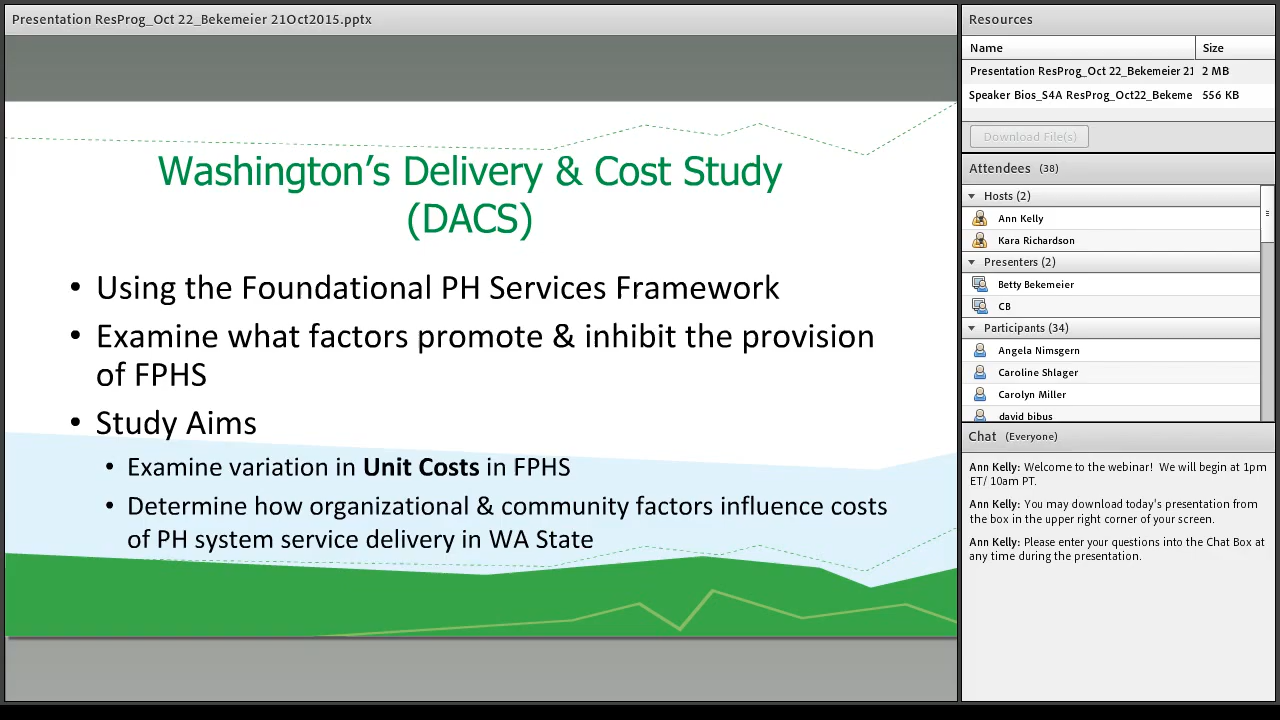 Presentation ResProg_Oct 22_Bekemeier 21Oct2015.pptx
Washington’s Delivery & Cost Study
(DACS)
• Using the Foundational PH Services Framework
• Examine what factors promote & inhibit the provision
of FPHS
• Study Aims
• Examine variation in Unit Costs in FPHS
• Determine how organizational & community factors influence costs
of PH system service delivery in WA State
Resources
Name Size
Presentation ResProg_Oct 22_Bekemeier 21 2 MB
Speaker Bios_S4A ResProg_Oct22_Bekeme 556 KB
Download File(s)
Attendees (38)
Hosts (2)
Ann Kelly
Kara Richardson
Presenters (2)
Betty Bekemeier
CB
Participants (34)
Angela Nimsgern
Caroline Shlager
Carolyn Miller
david bibus
Chat (Everyone)
Ann Kelly: Welcome to the webinar! We will begin at 1pm
ET/ 10am PT.
Ann Kelly: You may download today's presentation from
the box in the upper right corner of your screen.
Ann Kelly: Please enter your questions into the Chat Box at
any time during the presentation.